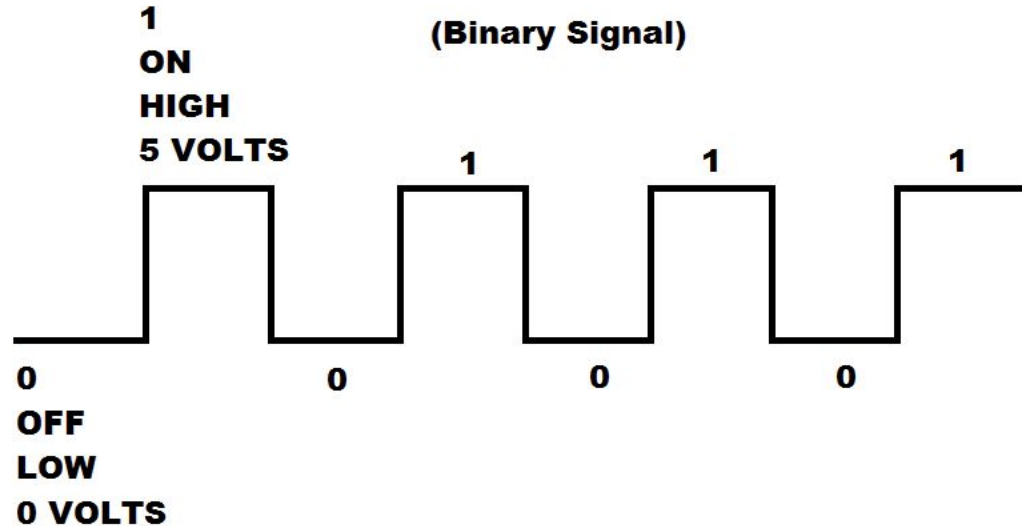 1
(Binary Signal)
ON
HIGH
5 VOLTS
1
1
1
0
0
0
0
OFF
LOW
0 VOLTS